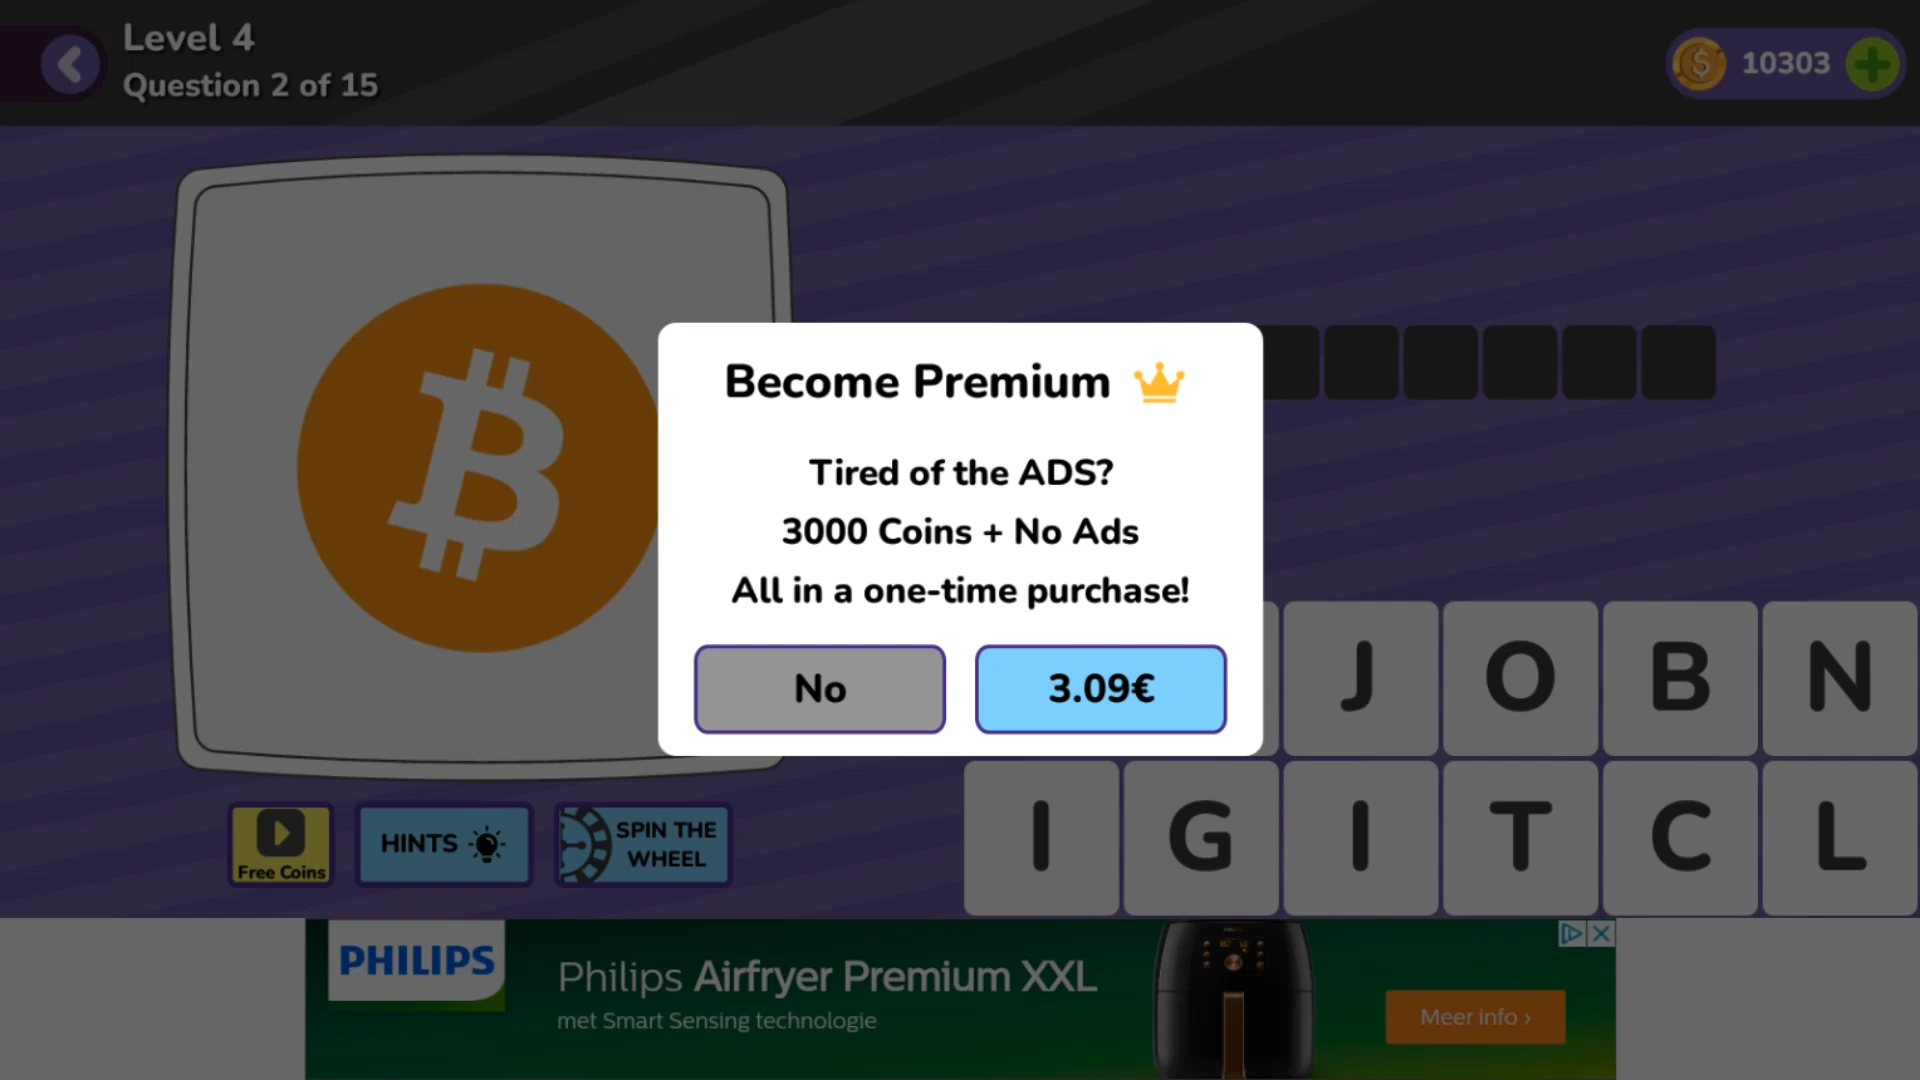 Level 4
Question 2 of 15
10303
Become Premium
Tired of the ADS?
3000 Coins + No Ads
All in a one-time purchase!
No
3.09€
J O B N
I G I T C L
Free Coins
HINTS
SPIN THE
WHEEL
PHILIPS
Philips Airfryer Premium XXL
met Smart Sensing technologie
Meer info ›